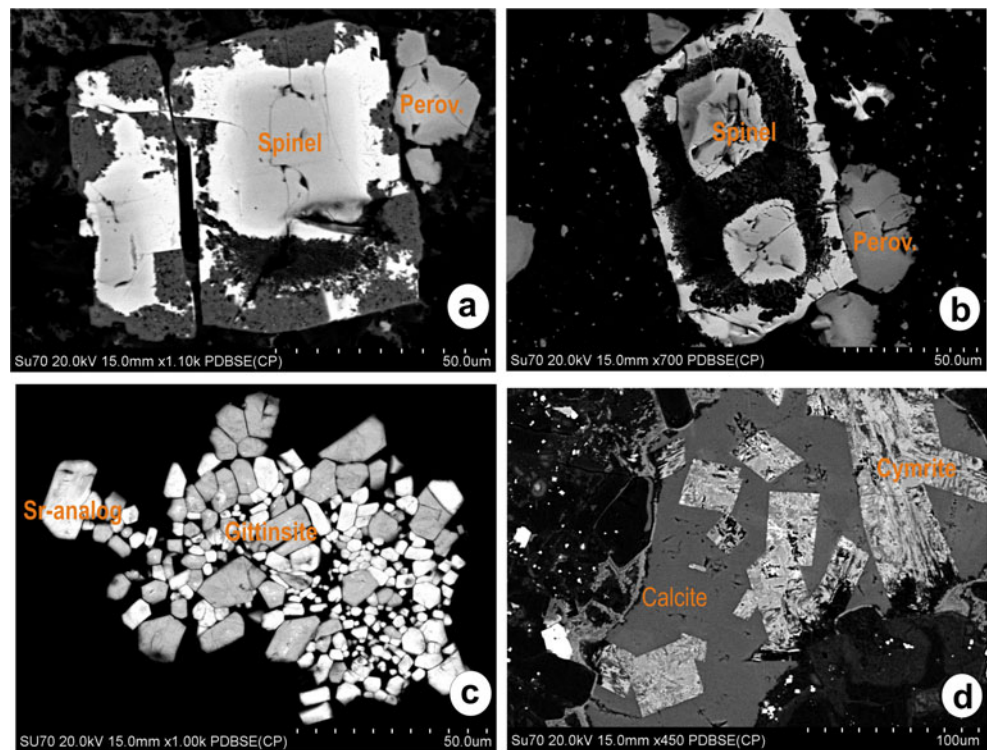 Perov.
Spinel
a
Su70 20.0kV 15.0mm x1.10k PDBSE(CP)
50.0um
Spinel
Perov.
b
Su70 20.0kV 15.0mm x700 PDBSE(CP)
50.0um
Sr-analog
Gittinsite
c
SU70 20.0kV 15.0mm x1.00k PDBSE(CP)
50.0um
Cymrite
Calcite
d
Su70 20.0kV 15.0mm x450 PDBSE(CP)
100um